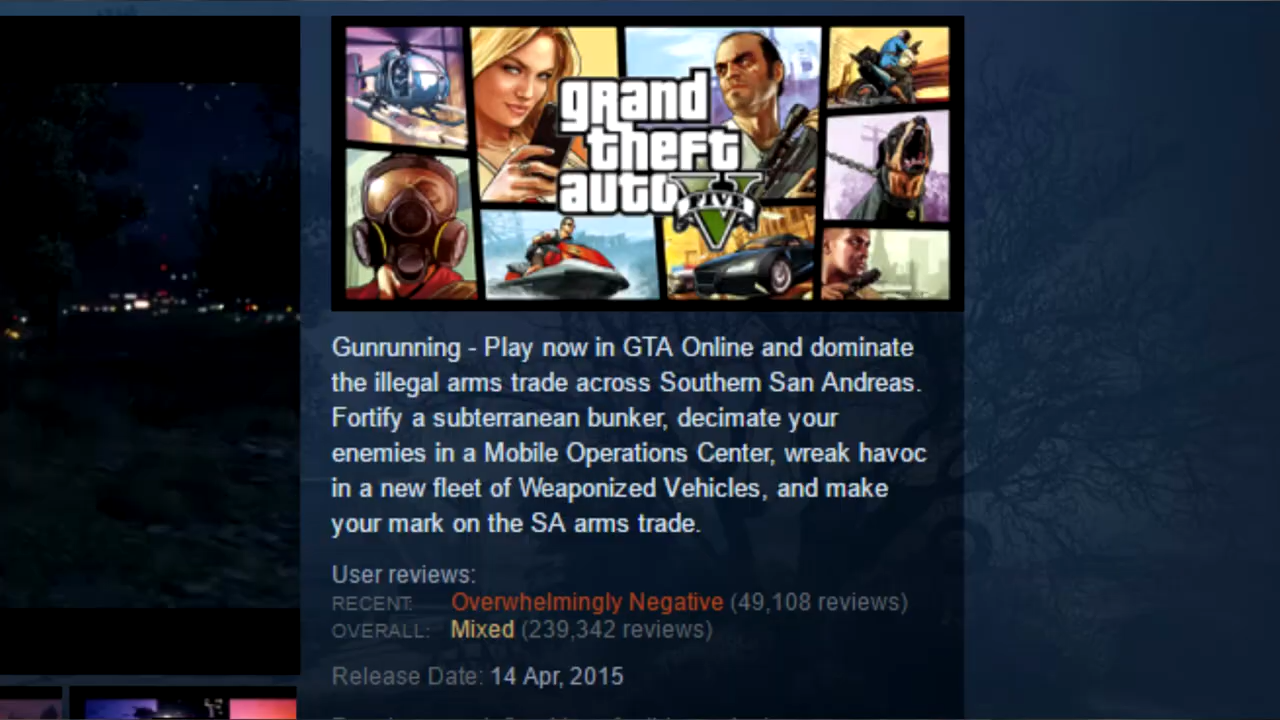 grand
theft
auto V
FIVE
Gunrunning - Play now in GTA Online and dominate
the illegal arms trade across Southern San Andreas.
Fortify a subterranean bunker, decimate your
enemies in a Mobile Operations Center, wreak havoc
in a new fleet of Weaponized Vehicles, and make
your mark on the SA arms trade.
User reviews:
RECENT: Overwhelmingly Negative (49,108 reviews)
OVERALL: Mixed (239,342 reviews)
Release Date: 14 Apr, 2015